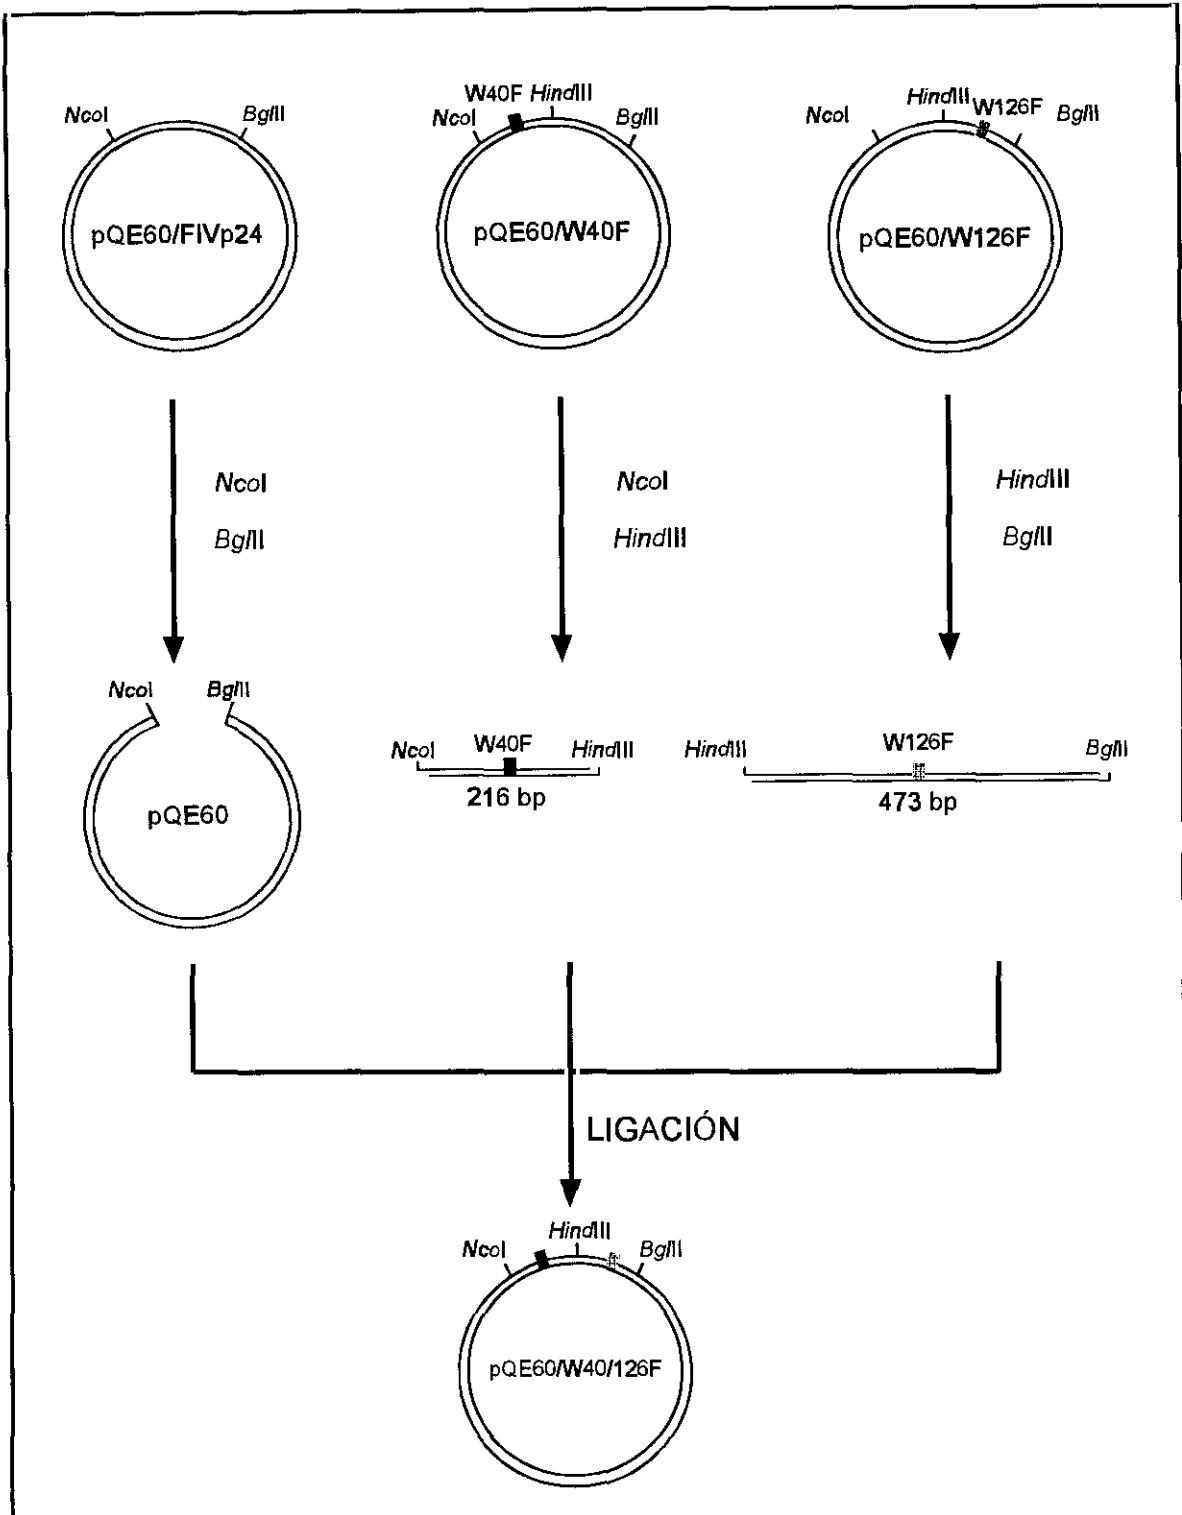 NcoI BglII
pQE60/FIVp24
W40F HindIII
NcoI BglII
pQE60/W40F
HindIII W126F BglII
NcoI
pQE60/W126F
NcoI
BglII
NcoI
HindIII
HindIII
BglII
NcoI BglII
pQE60
NcoI W40F HindIII
216 bp
HindIII W126F BglII
473 bp
LIGACIÓN
HindIII
NcoI BglII
pQE60/W40/126F